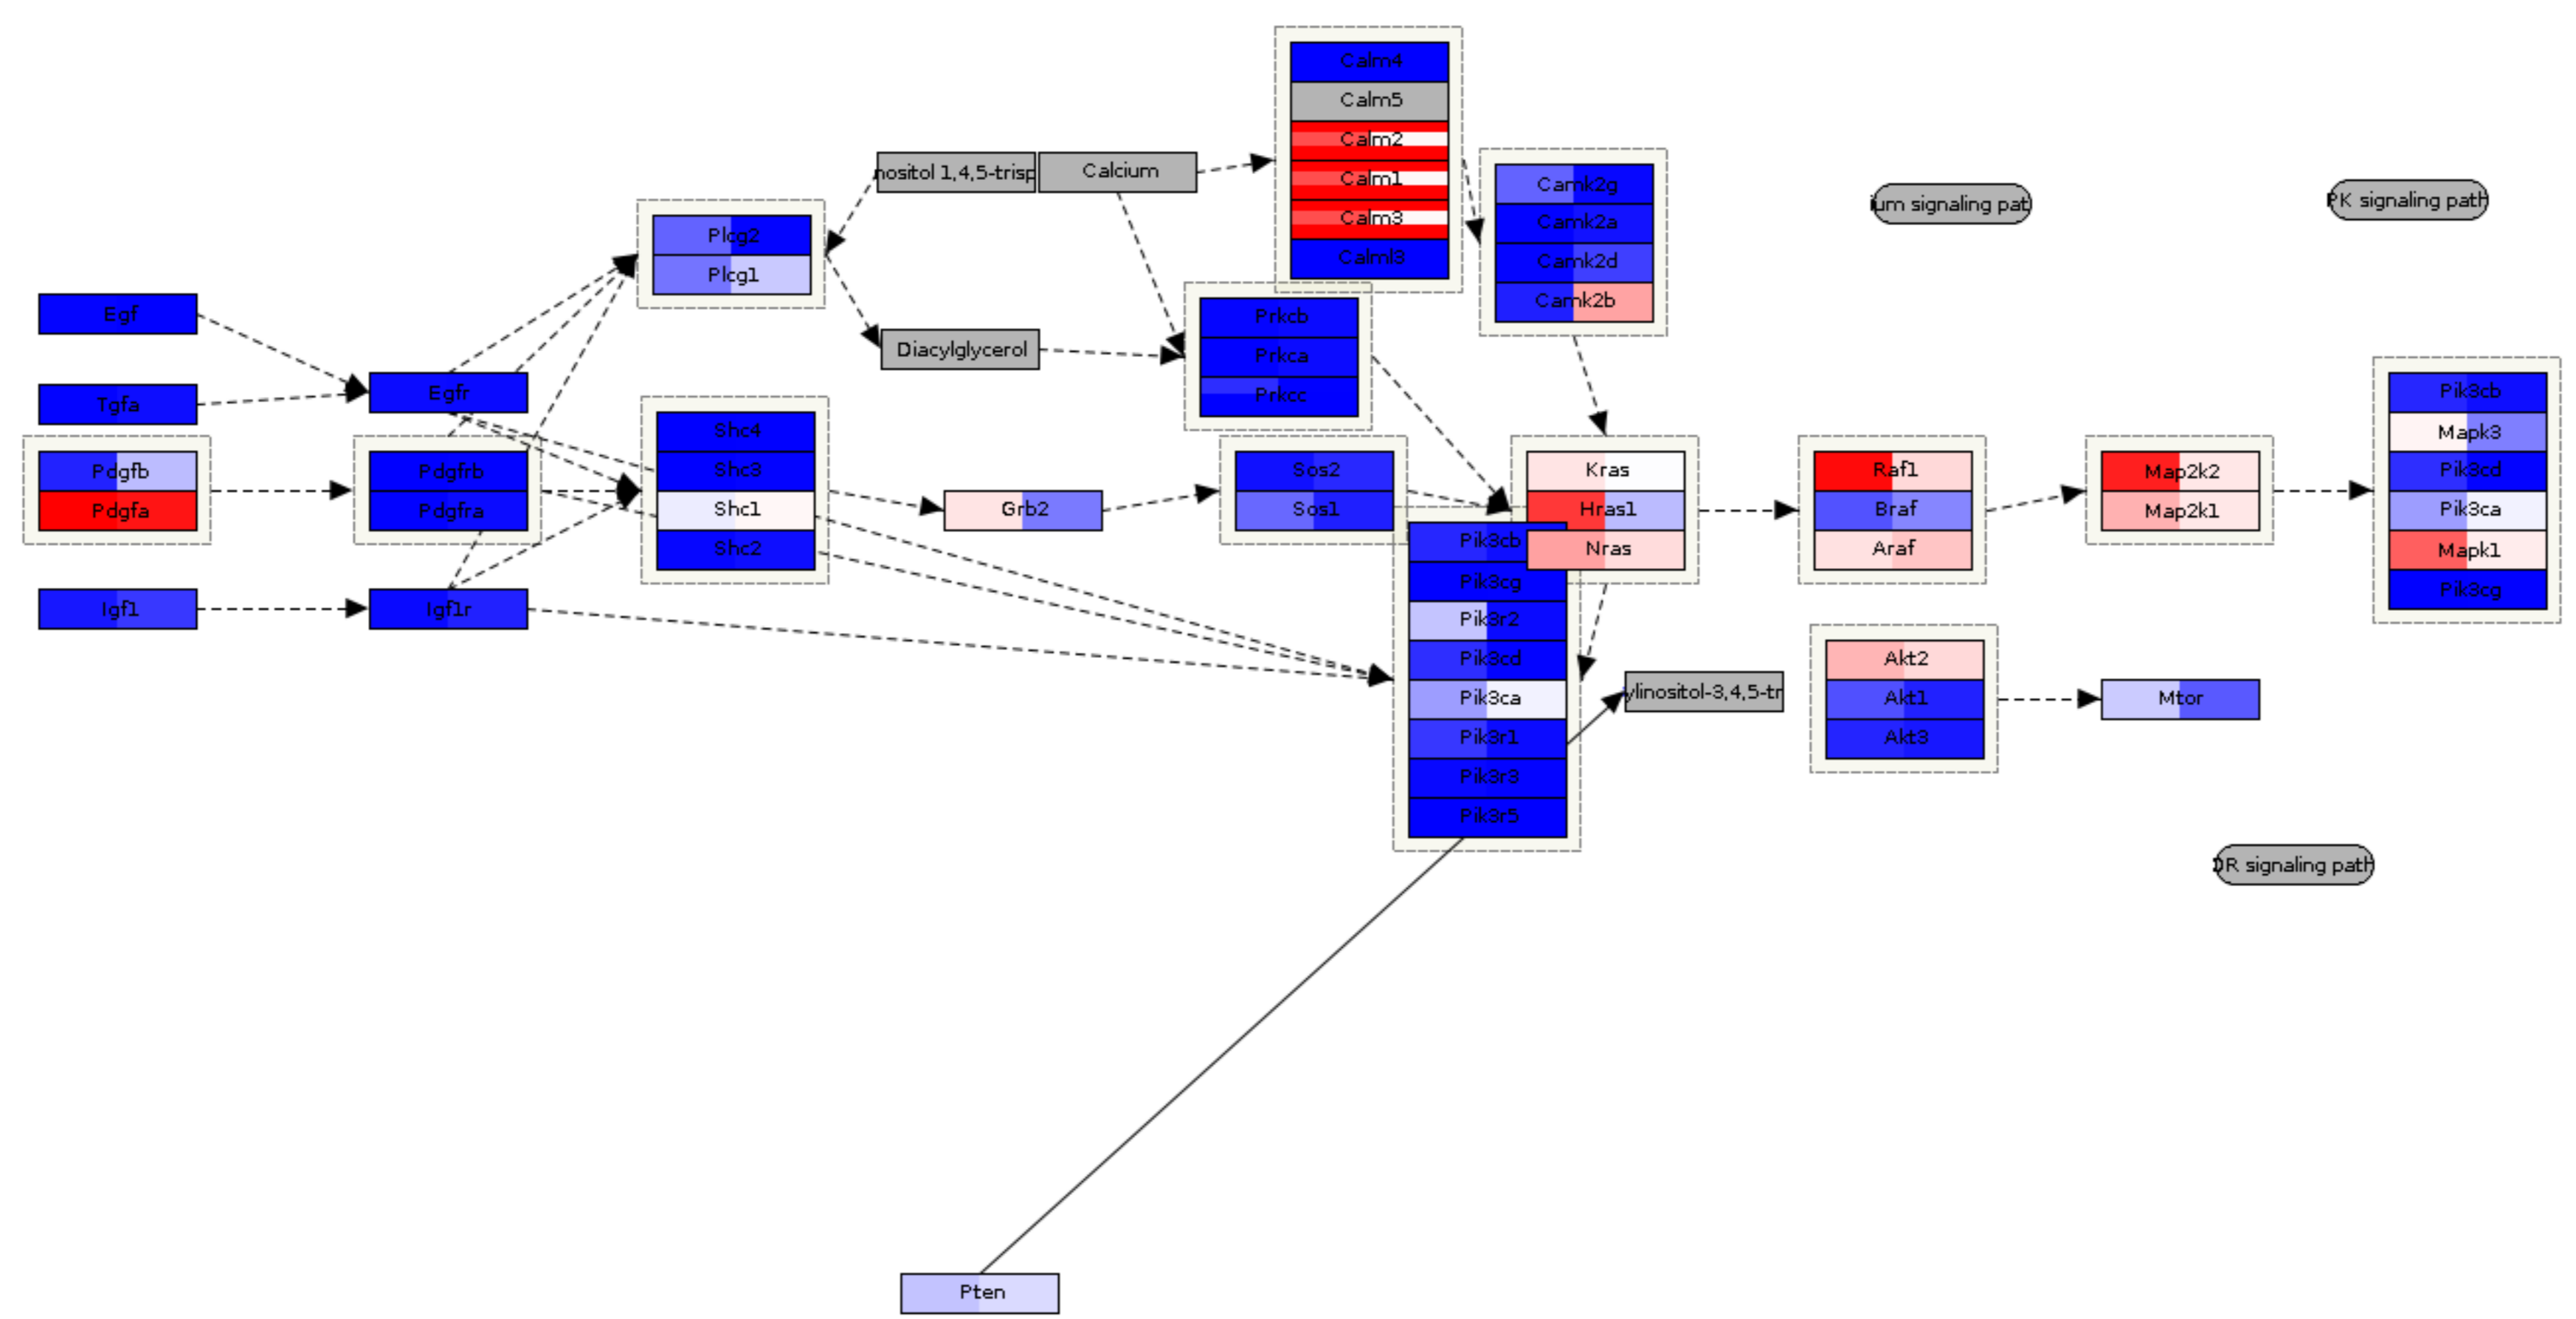 Calm4
Calm5
Calm2
Calm1
Calm3
Calml3
nositol 1,4,5-trisp
Calcium
Camk2g
Camk2a
Camk2d
Camk2b
um signaling pat
PK signaling path
Plcg2
Plcg1
Egf
Tgfa
Pdgfb
Pdgfa
Igf1
Egfr
Pdgfrb
Pdgfra
Igf1r
Diacylglycerol
Prkcb
Prkca
Prkcc
Shc4
Shc3
Shc1
Shc2
Grb2
Sos2
Sos1
Kras
Hras1
Nras
Raf1
Braf
Araf
Map2k2
Map2k1
Pik3cb
Mapk3
Pik3cd
Pik3ca
Mapk1
Pik3cg
Pik3cb
Pik3cg
Pik3r2
Pik3cd
Pik3ca
Pik3r1
Pik3r3
Pik3r5
ylinositol-3,4,5-tr
Akt2
Akt1
Akt3
Mtor
OR signaling path
Pten